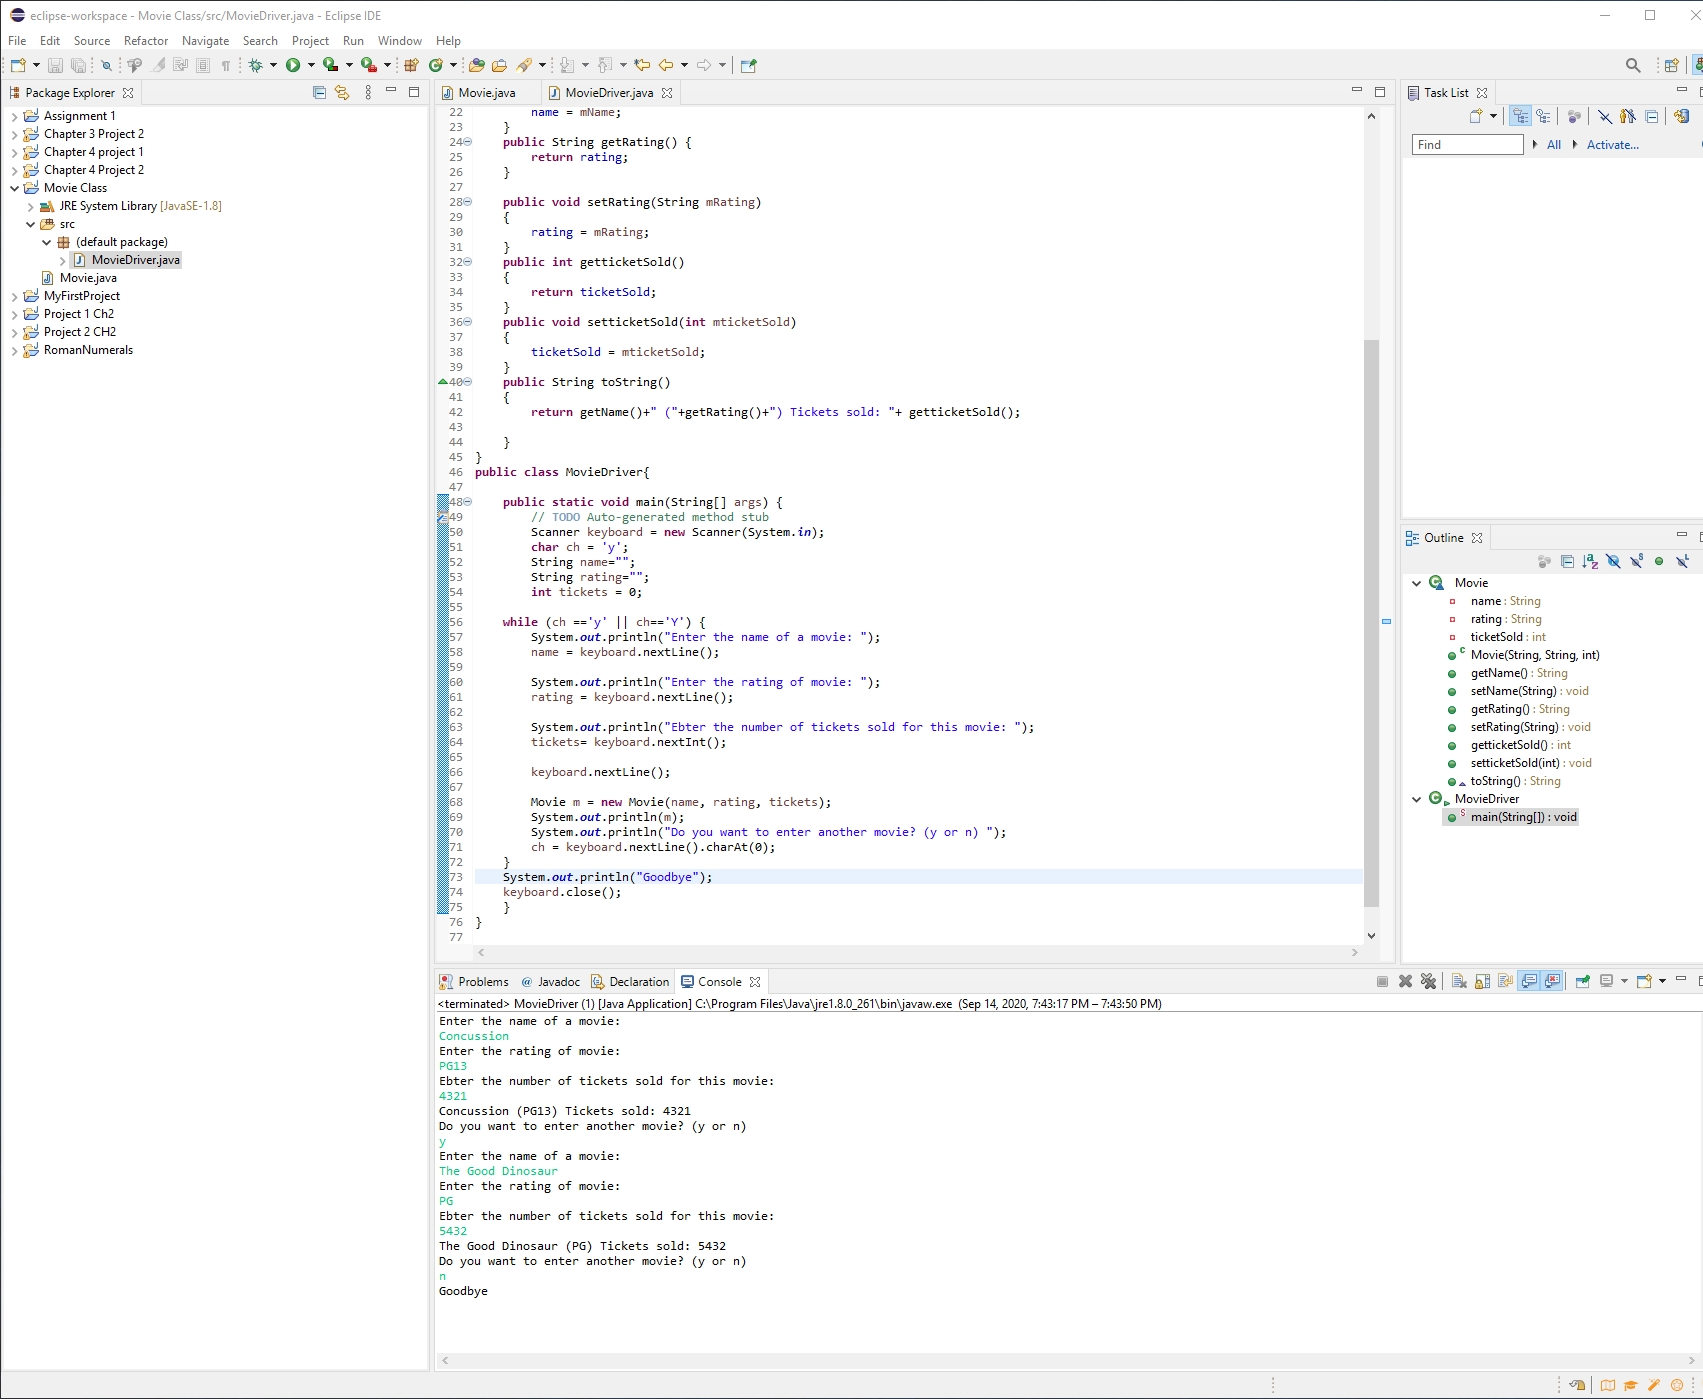 eclipse-workspace - Movie Class/src/MovieDriver.java - Eclipse IDE
File Edit Source Refactor Navigate Search Project Run Window Help
Package Explorer
Assignment 1
Chapter 3 Project 2
Chapter 4 project 1
Chapter 4 Project 2
Movie Class
JRE System Library [JavaSE-1.8]
src
(default package)
MovieDriver.java
Movie.java
MyFirstProject
Project 1 Ch2
Project 2 CH2
RomanNumerals
Movie.java MovieDriver.java
22 name = mName;
23 }
24 public String getRating() {
25 return rating;
26 }
27
28 public void setRating(String mRating)
29 {
30 rating = mRating;
31 }
32 public int getticketSold()
33 {
34 return ticketSold;
35 }
36 public void setticketSold(int mticketSold)
37 {
38 ticketSold = mticketSold;
39 }
40 public String toString()
41 {
42 return getName()+" ("+getRating()+") Tickets sold: "+ getticketSold();
43
44 }
45 }
46 public class MovieDriver{
47
48 public static void main(String[] args) {
49 // TODO Auto-generated method stub
50 Scanner keyboard = new Scanner(System.in);
51 char ch = 'y';
52 String name="";
53 String rating="";
54 int tickets = 0;
55
56 while (ch =='y' || ch=='Y') {
57 System.out.println("Enter the name of a movie: ");
58 name = keyboard.nextLine();
59
60 System.out.println("Enter the rating of movie: ");
61 rating = keyboard.nextLine();
62
63 System.out.println("Ebter the number of tickets sold for this movie: ");
64 tickets= keyboard.nextInt();
65
66 keyboard.nextLine();
67
68 Movie m = new Movie(name, rating, tickets);
69 System.out.println(m);
70 System.out.println("Do you want to enter another movie? (y or n) ");
71 ch = keyboard.nextLine().charAt(0);
72 }
73 System.out.println("Goodbye");
74 keyboard.close();
75 }
76 }
77
Task List
Find All Activate...
Outline
Movie
name : String
rating : String
ticketSold : int
Movie(String, String, int)
getName() : String
setName(String) : void
getRating() : String
setRating(String) : void
getticketSold() : int
setticketSold(int) : void
toString() : String
MovieDriver
main(String[]) : void
Problems @ Javadoc Declaration Console
<terminated> MovieDriver (1) [Java Application] C:\Program Files\Java\jre1.8.0_261\bin\javaw.exe (Sep 14, 2020, 7:43:17 PM – 7:43:50 PM)
Enter the name of a movie:
Concussion
Enter the rating of movie:
PG13
Ebter the number of tickets sold for this movie:
4321
Concussion (PG13) Tickets sold: 4321
Do you want to enter another movie? (y or n)
y
Enter the name of a movie:
The Good Dinosaur
Enter the rating of movie:
PG
Ebter the number of tickets sold for this movie:
5432
The Good Dinosaur (PG) Tickets sold: 5432
Do you want to enter another movie? (y or n)
n
Goodbye